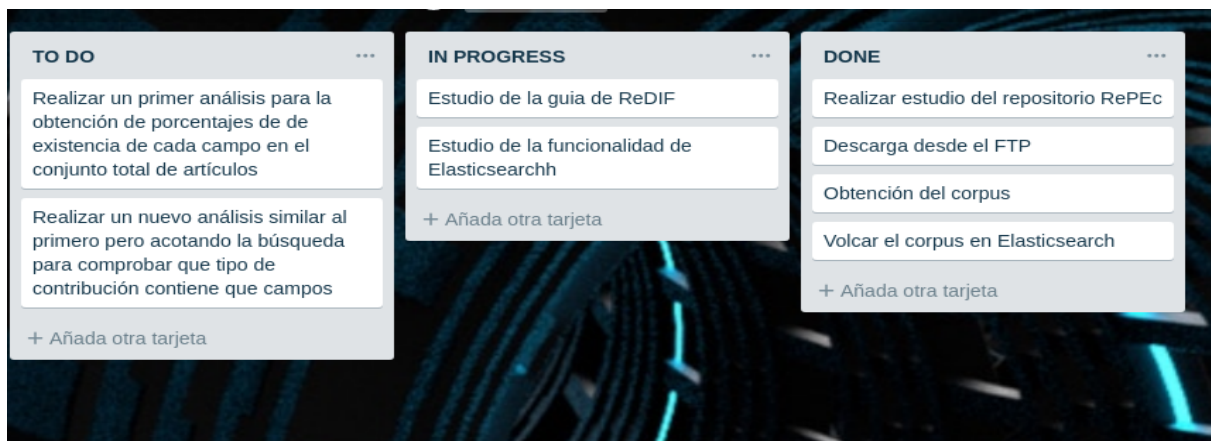 TO DO
Realizar un primer análisis para la
obtención de porcentajes de de
existencia de cada campo en el
conjunto total de artículos
Realizar un nuevo análisis similar al
primero pero acotando la búsqueda
para comprobar que tipo de
contribución contiene que campos
+ Añada otra tarjeta
IN PROGRESS
Estudio de la guia de ReDIF
Estudio de la funcionalidad de
Elasticsearchh
+ Añada otra tarjeta
DONE
Realizar estudio del repositorio RePEc
Descarga desde el FTP
Obtención del corpus
Volcar el corpus en Elasticsearch
+ Añada otra tarjeta